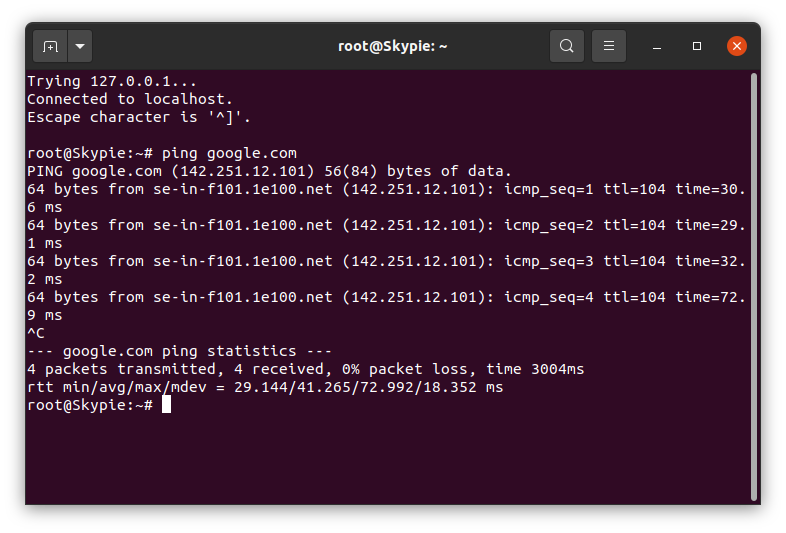 root@Skypie: ~
Trying 127.0.0.1...
Connected to localhost.
Escape character is '^]'.
root@Skypie:~# ping google.com
PING google.com (142.251.12.101) 56(84) bytes of data.
64 bytes from se-in-f101.1e100.net (142.251.12.101): icmp_seq=1 ttl=104 time=30.
6 ms
64 bytes from se-in-f101.1e100.net (142.251.12.101): icmp_seq=2 ttl=104 time=29.
1 ms
64 bytes from se-in-f101.1e100.net (142.251.12.101): icmp_seq=3 ttl=104 time=32.
2 ms
64 bytes from se-in-f101.1e100.net (142.251.12.101): icmp_seq=4 ttl=104 time=72.
9 ms
^C
--- google.com ping statistics ---
4 packets transmitted, 4 received, 0% packet loss, time 3004ms
rtt min/avg/max/mdev = 29.144/41.265/72.992/18.352 ms
root@Skypie:~#